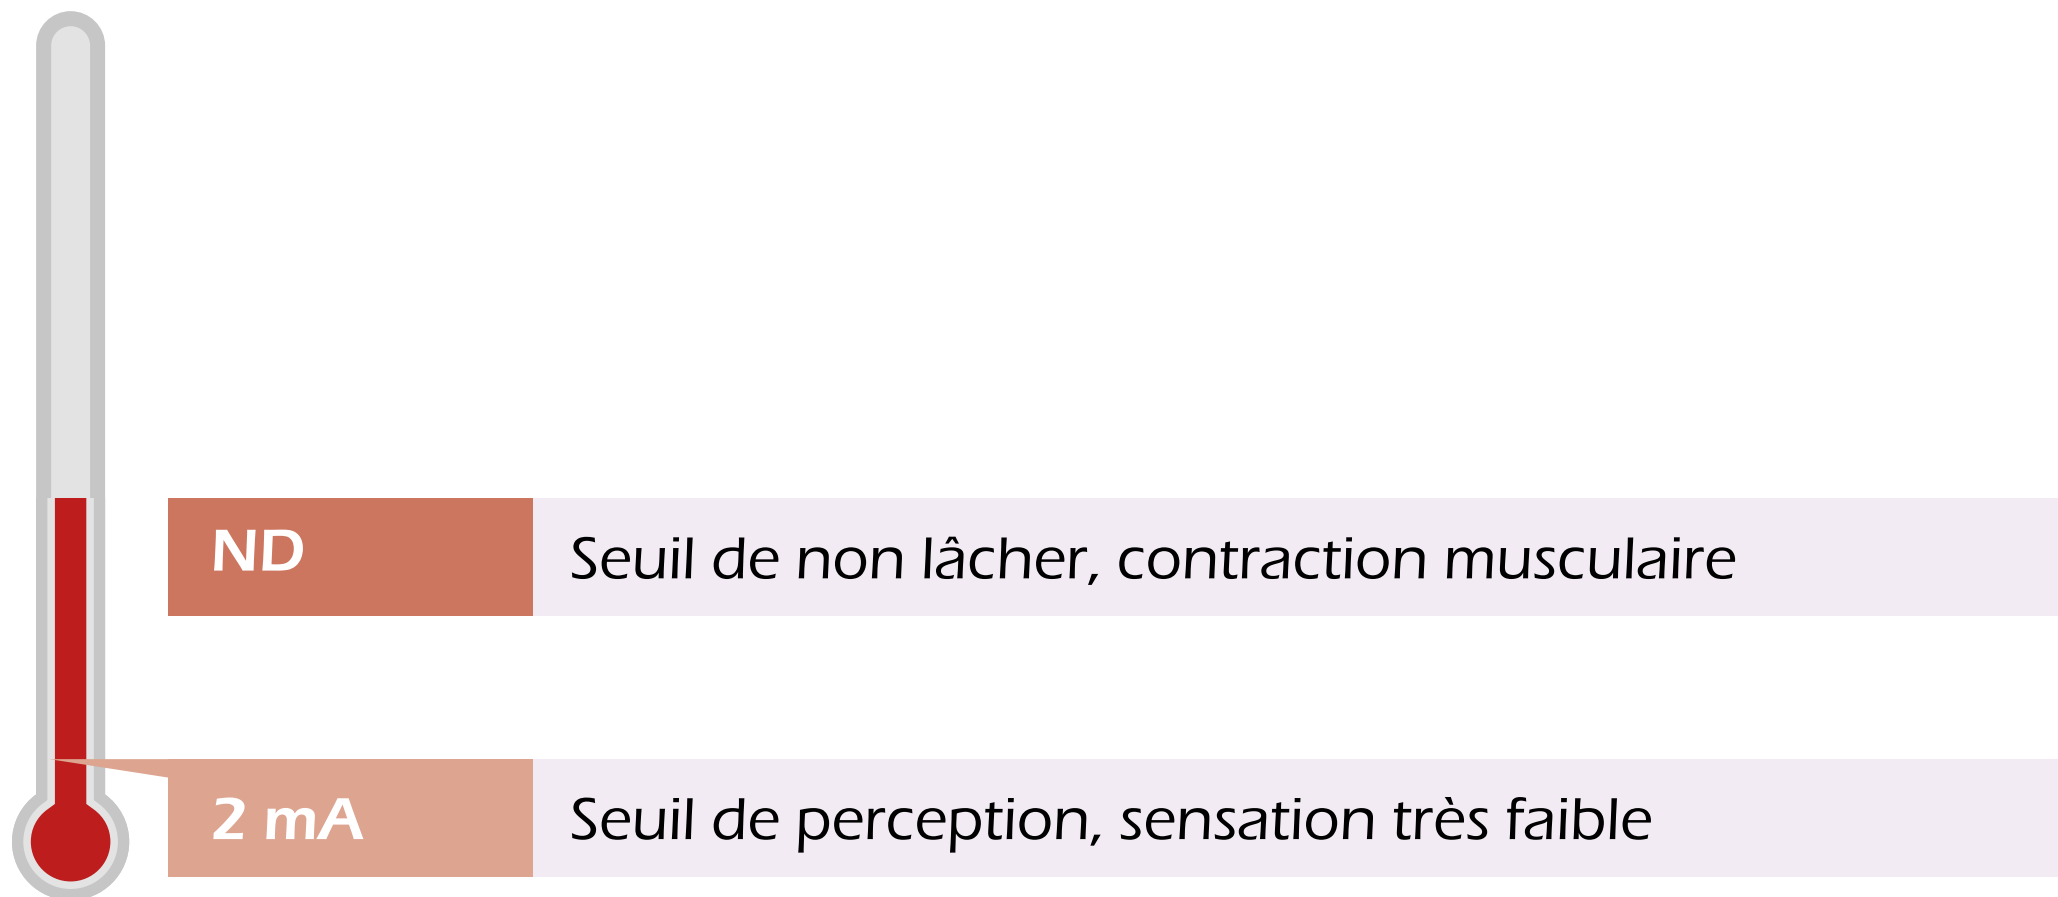 ND
Seuil de non lâcher, contraction musculaire
2 mA
Seuil de perception, sensation très faible